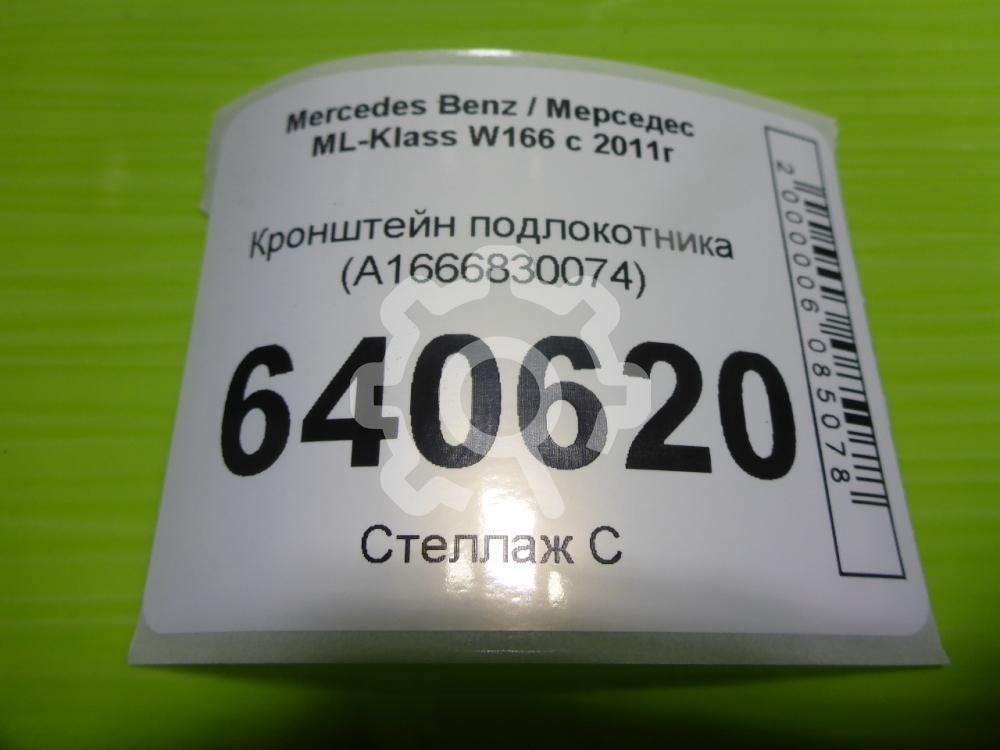 Mercedes Benz / Мерседес
ML-Klass W166 с 2011г
Кронштейн подлокотника
(A1666830074)
640620
Стеллаж С
2000006085078